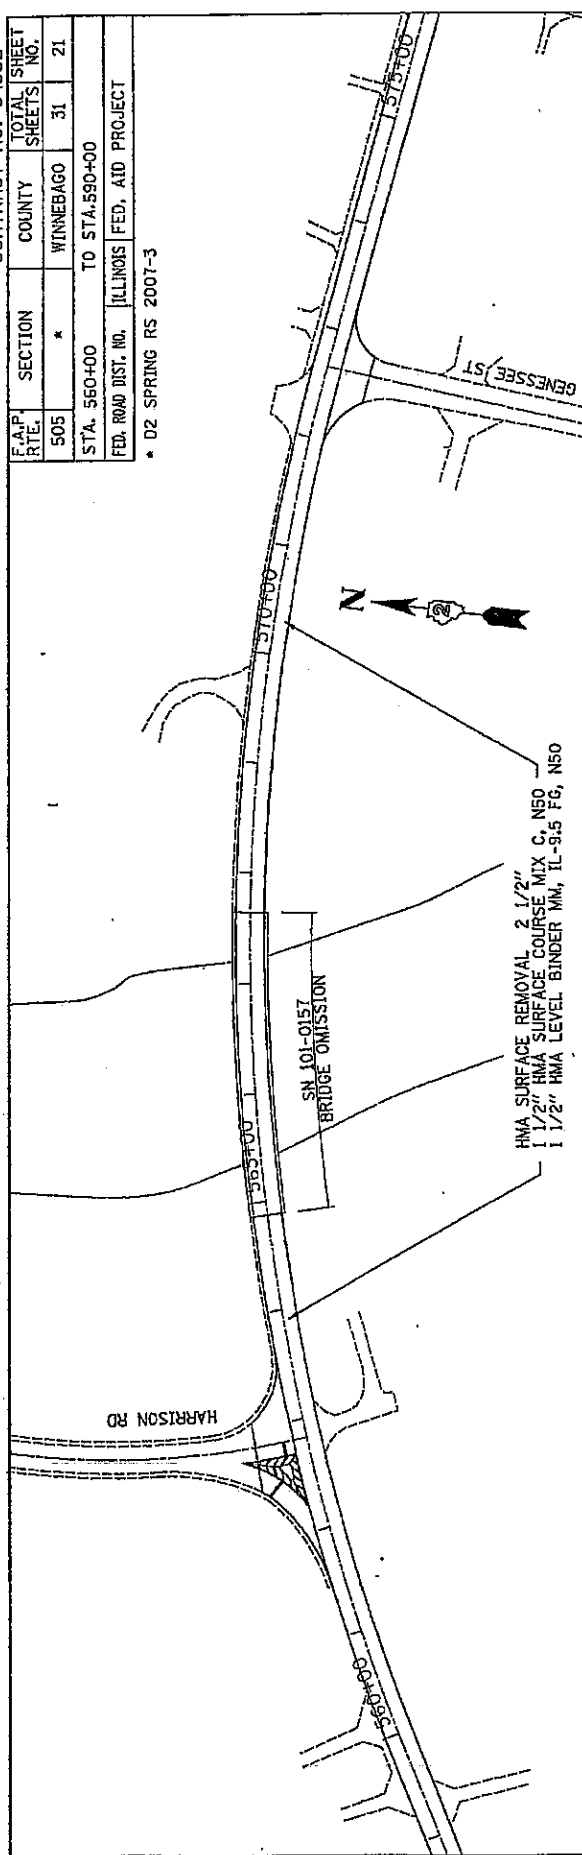 F.A.P. RTE. SECTION COUNTY TOTAL SHEETS SHEET NO.
505 * WINNEBAGO 31 21
STA. 560+00 TO STA.590+00
FED. ROAD DIST. NO. ILLINOIS FED. AID PROJECT
* D2 SPRING RS 2007-3
HARRISON RD
560+00
565+00
570+00
575+00
SN 101-0157
BRIDGE OMISSION
N
2
GENESSEE ST
HMA SURFACE REMOVAL 2 1/2"
1 1/2" HMA SURFACE COURSE MIX C, N50
1 1/2" HMA LEVEL BINDER MM, IL-9.5 FG, N50